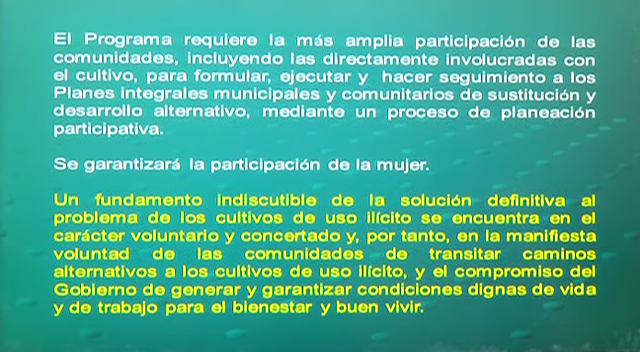 El Programa requiere la más amplia participación de las
comunidades, incluyendo las directamente involucradas con
el cultivo, para formular, ejecutar y hacer seguimiento a los
Planes integrales municipales y comunitarios de sustitución y
desarrollo alternativo, mediante un proceso de planeación
participativa.
Se garantizará la participación de la mujer.
Un fundamento indiscutible de la solución definitiva al
problema de los cultivos de uso ilícito se encuentra en el
carácter voluntario y concertado y, por tanto, en la manifiesta
voluntad de las comunidades de transitar caminos
alternativos a los cultivos de uso ilícito, y el compromiso del
Gobierno de generar y garantizar condiciones dignas de vida
y de trabajo para el bienestar y buen vivir.